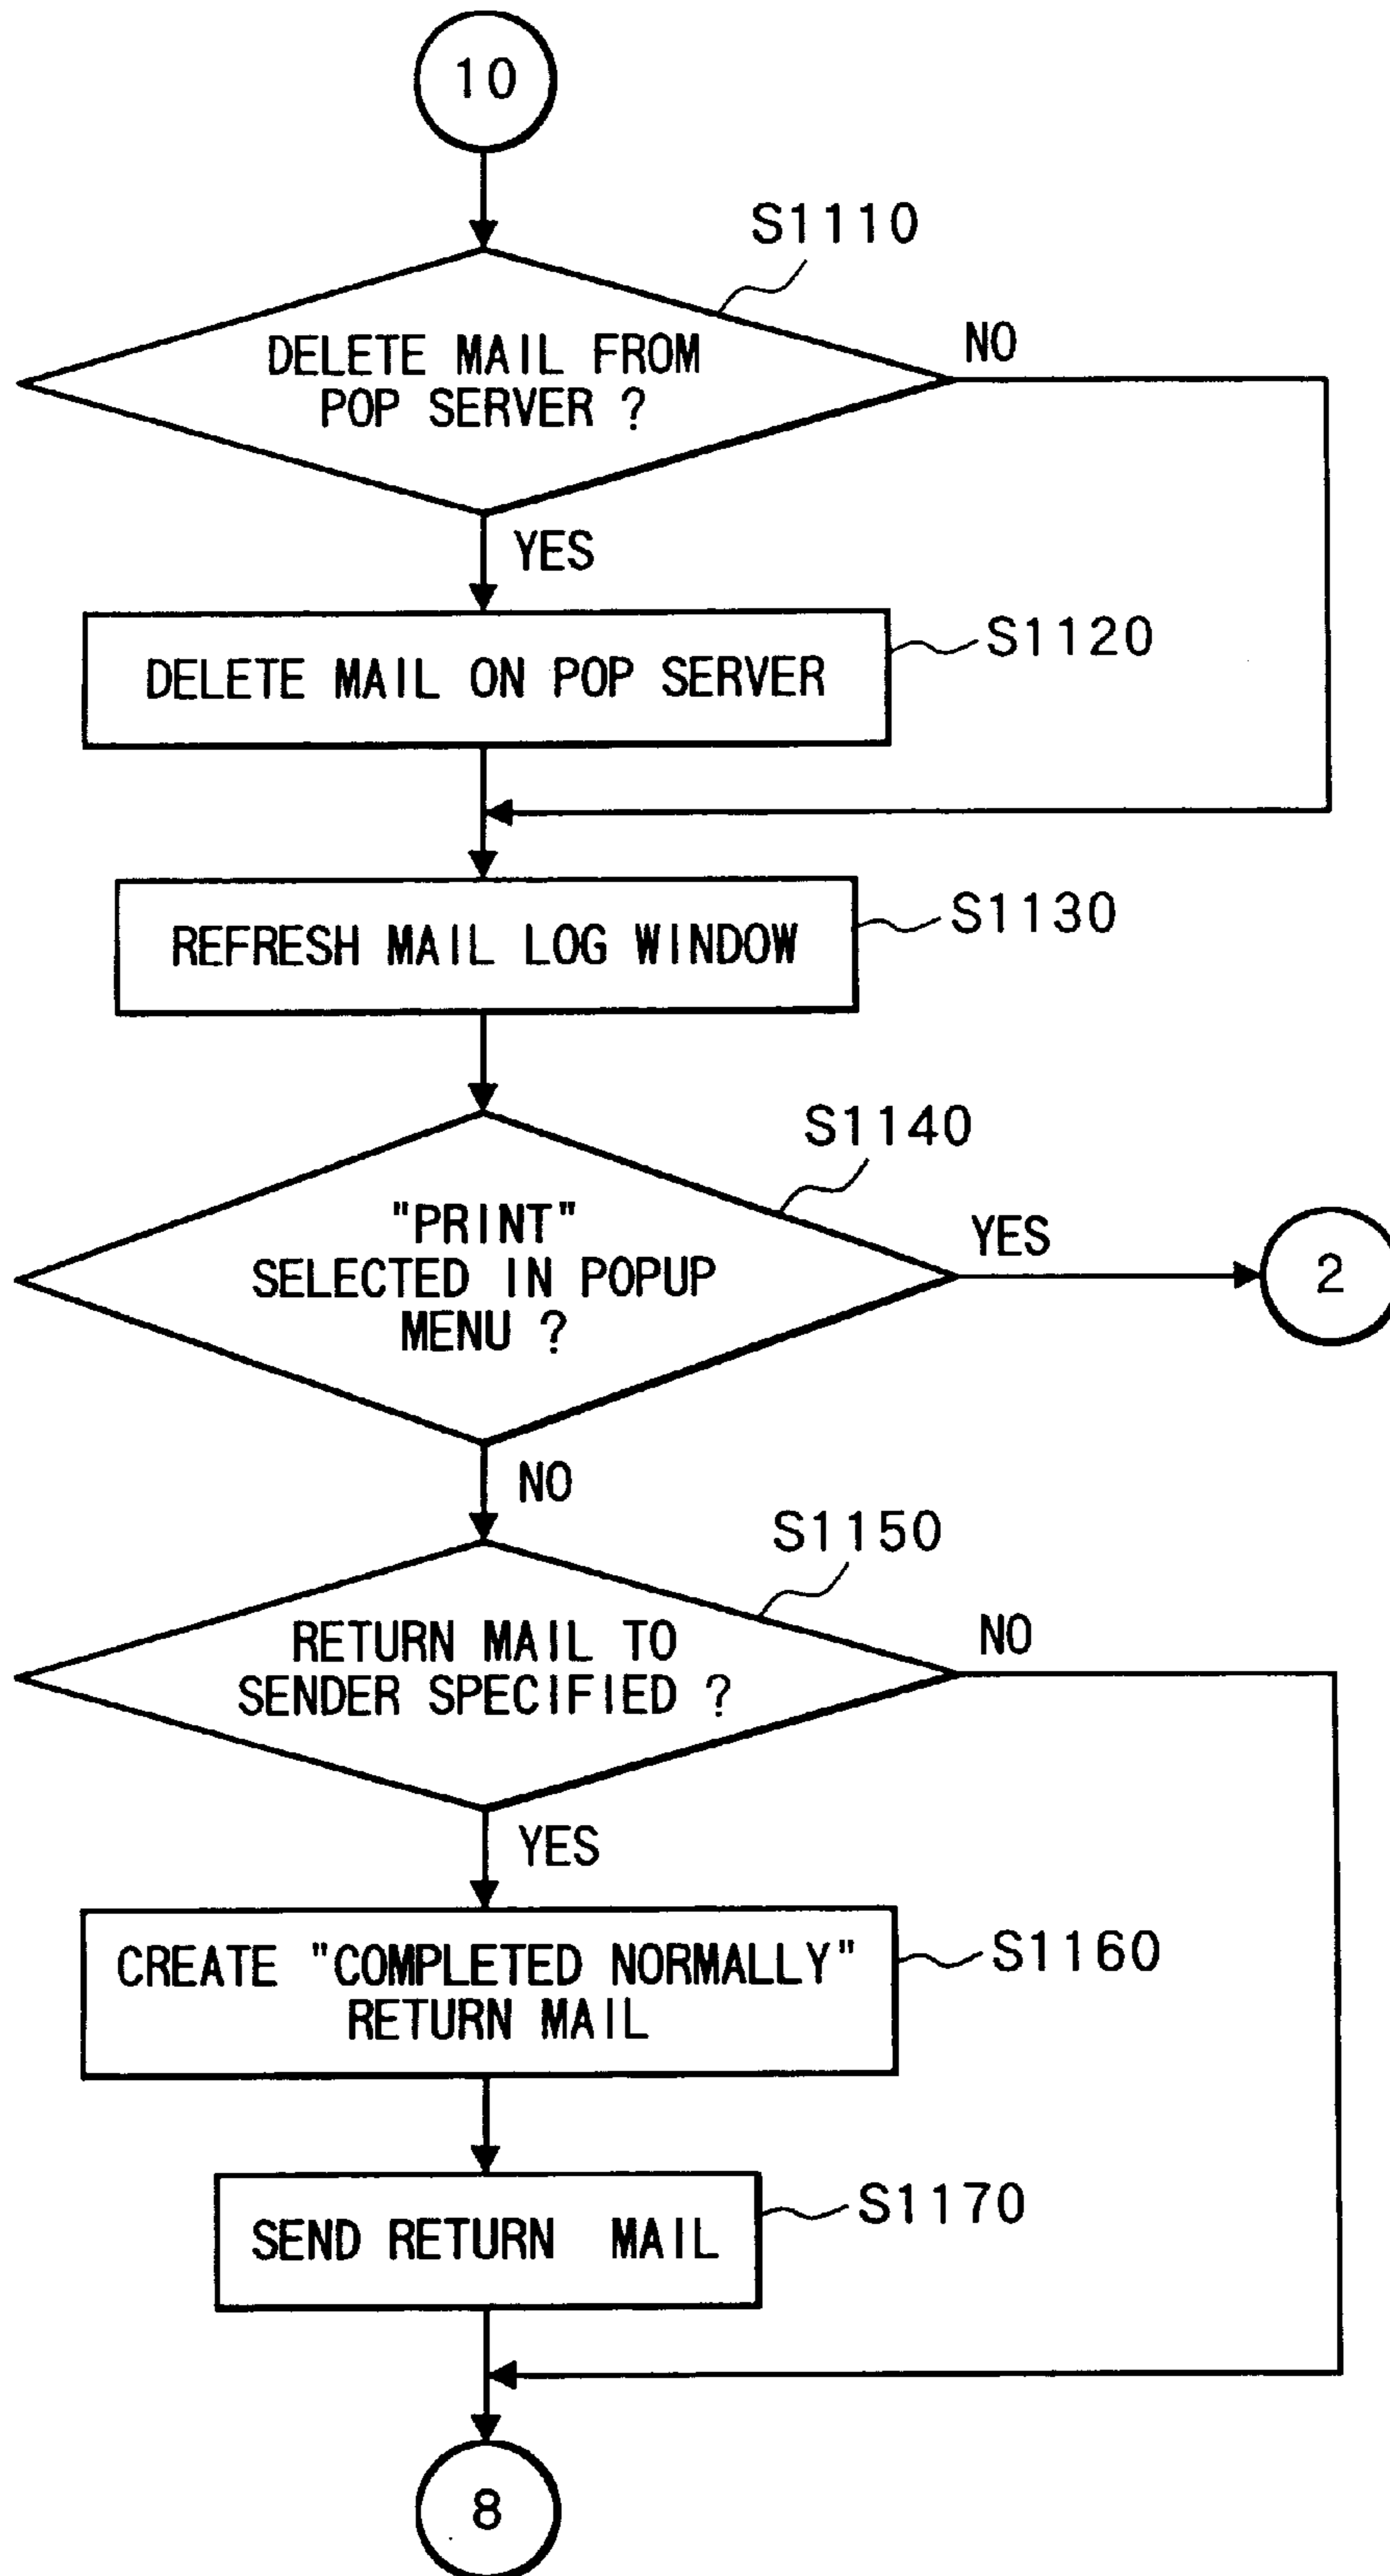 10
S1110
DELETE MAIL FROM
POP SERVER ?
NO
YES
DELETE MAIL ON POP SERVER
S1120
REFRESH MAIL LOG WINDOW
S1130
S1140
"PRINT"
SELECTED IN POPUP
MENU ?
YES
2
NO
S1150
RETURN MAIL TO
SENDER SPECIFIED ?
NO
YES
CREATE "COMPLETED NORMALLY"
RETURN MAIL
S1160
SEND RETURN MAIL
S1170
8